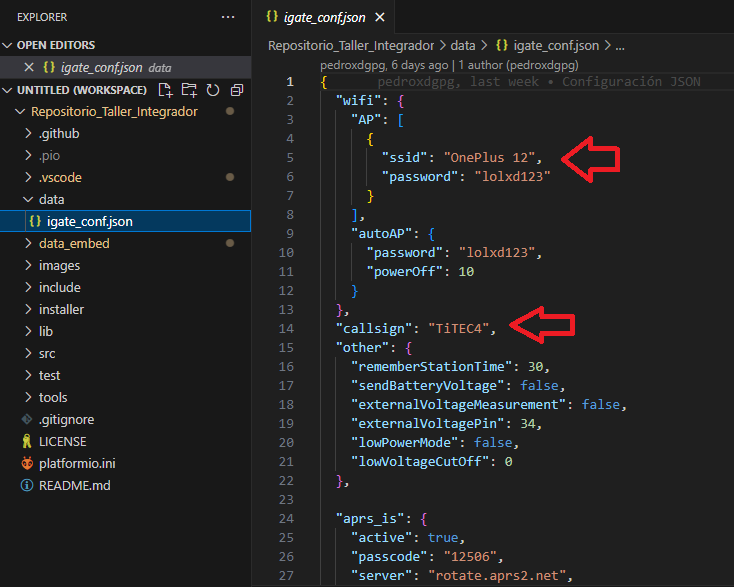 EXPLORER
OPEN EDITORS
igate_conf.json data
UNTITLED (WORKSPACE)
Repositorio_Taller_Integrador
.github
.pio
.vscode
data
{} igate_conf.json
data_embed
images
include
installer
lib
src
test
tools
.gitignore
LICENSE
platformio.ini
README.md
{} igate_conf.json
Repositorio_Taller_Integrador > data > {} igate_conf.json > ...
pedroxdgpg, 6 days ago | 1 author (pedroxdgpg)
1 { pedroxdgpg, last week • Configuración JSON
2 "wifi": {
3 "AP": [
4 {
5 "ssid": "OnePlus 12",
6 "password": "lolxd123"
7 }
8 ],
9 "autoAP": {
10 "password": "lolxd123",
11 "powerOff": 10
12 }
13 },
14 "callsign": "TiTEC4",
15 "other": {
16 "rememberStationTime": 30,
17 "sendBatteryVoltage": false,
18 "externalVoltageMeasurement": false,
19 "externalVoltagePin": 34,
20 "lowPowerMode": false,
21 "lowVoltageCutOff": 0
22 },
23
24 "aprs_is": {
25 "active": true,
26 "passcode": "12506",
27 "server": "rotate.aprs2.net",